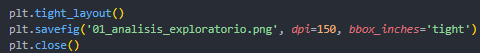 plt.tight_layout()
plt.savefig('01_analisis_exploratorio.png', dpi=150, bbox_inches='tight')
plt.close()